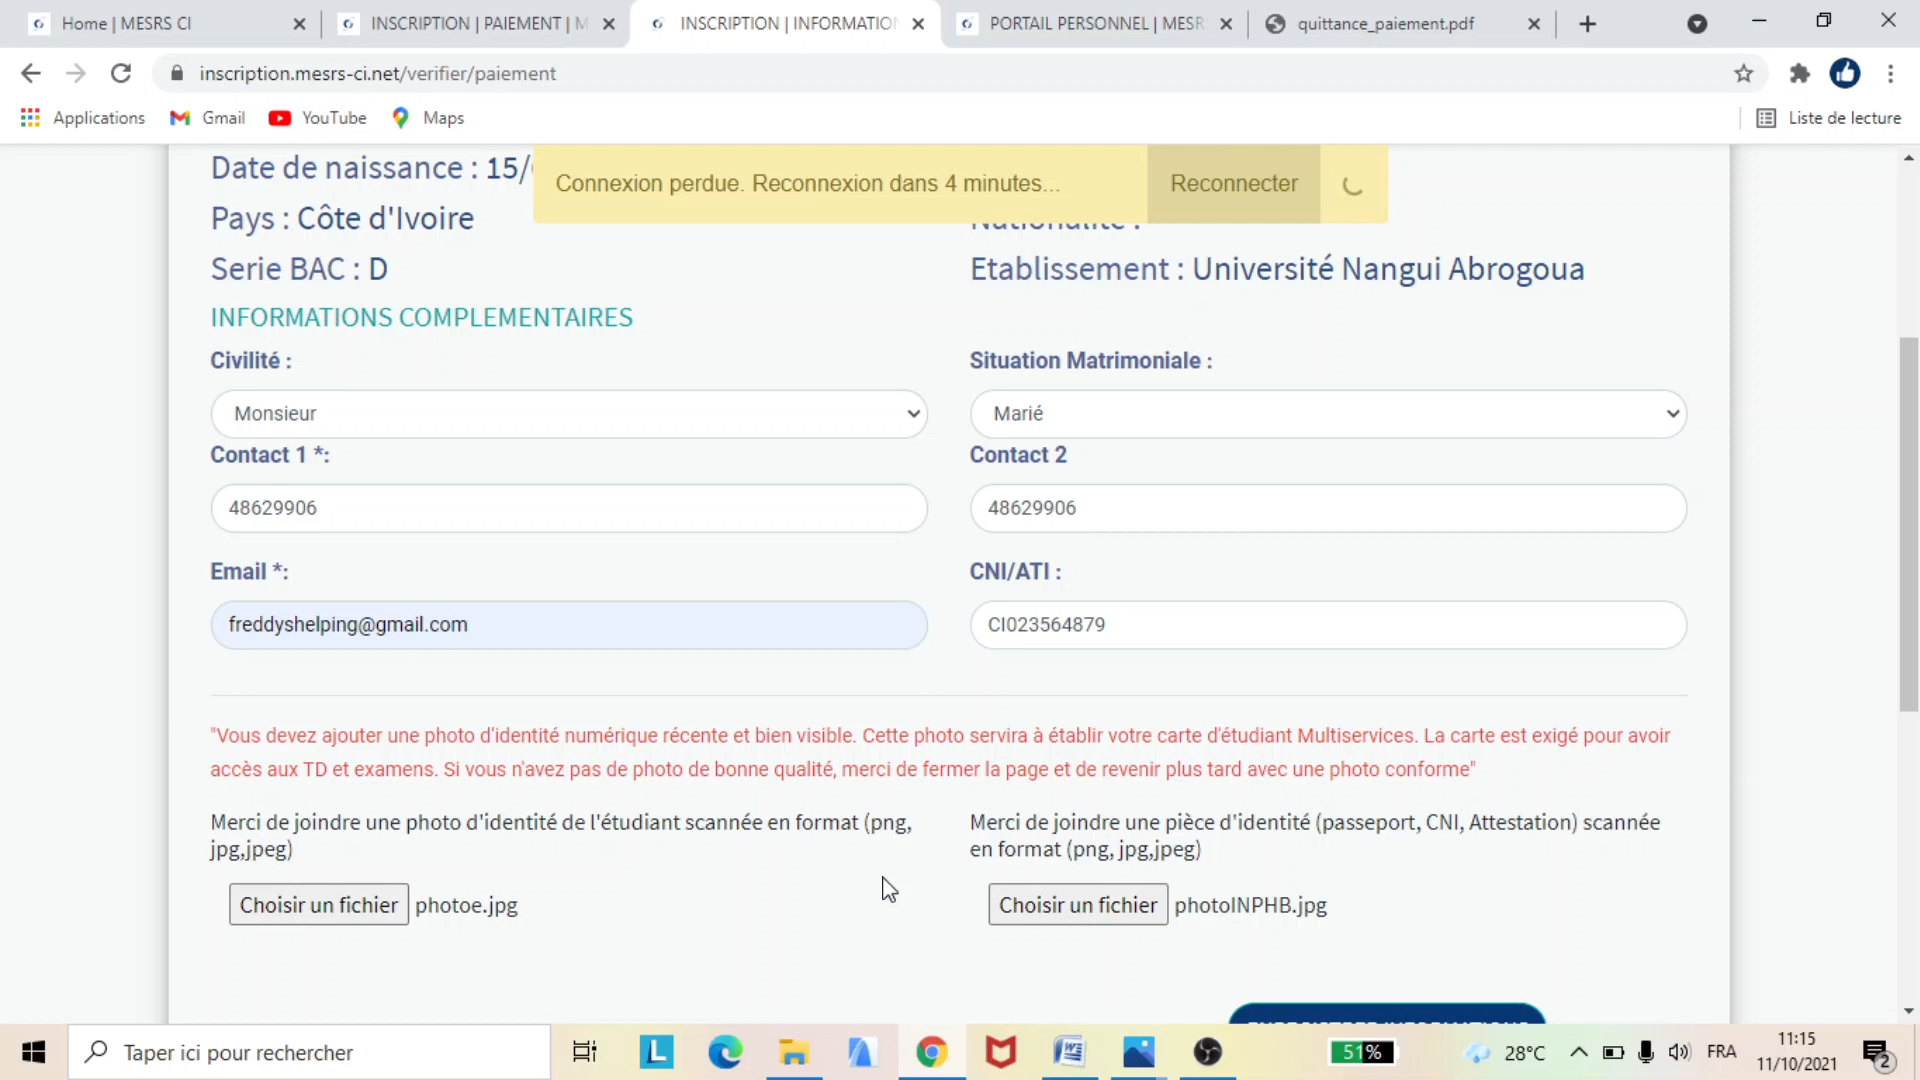 Home | MESRS CI
INSCRIPTION | PAIEMENT | M
INSCRIPTION | INFORMATION
PORTAIL PERSONNEL | MESR
quittance_paiement.pdf
inscription.mesrs-ci.net/verifier/paiement
Applications
Gmail
YouTube
Maps
Liste de lecture
Date de naissance : 15/
Connexion perdue. Reconnexion dans 4 minutes...
Reconnecter
Pays : Côte d'Ivoire
Nationalité :
Serie BAC : D
Etablissement : Université Nangui Abrogoua
INFORMATIONS COMPLEMENTAIRES
Civilité :
Situation Matrimoniale :
Monsieur
Marié
Contact 1 *:
Contact 2
48629906
48629906
Email *:
CNI/ATI :
freddyshelping@gmail.com
CI023564879
"Vous devez ajouter une photo d'identité numérique récente et bien visible. Cette photo servira à établir votre carte d'étudiant Multiservices. La carte est exigé pour avoir
accès aux TD et examens. Si vous n'avez pas de photo de bonne qualité, merci de fermer la page et de revenir plus tard avec une photo conforme"
Merci de joindre une photo d'identité de l'étudiant scannée en format (png,
jpg,jpeg)
Merci de joindre une pièce d'identité (passeport, CNI, Attestation) scannée
en format (png, jpg,jpeg)
Choisir un fichier photoe.jpg
Choisir un fichier photoINPHB.jpg
Taper ici pour rechercher
51%
28°C
FRA
11:15
11/10/2021
2